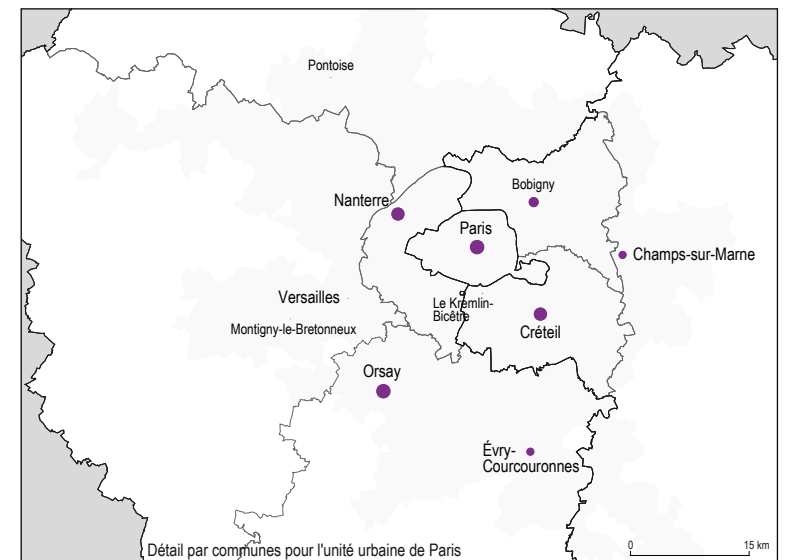 Pontoise
Bobigny
Nanterre
Paris
Champs-sur-Marne
Versailles
Le Kremlin-
Bicêtre
Montigny-le-Bretonneux
Créteil
Orsay
Évry-
Courcouronnes
0 15 km
Détail par communes pour l'unité urbaine de Paris